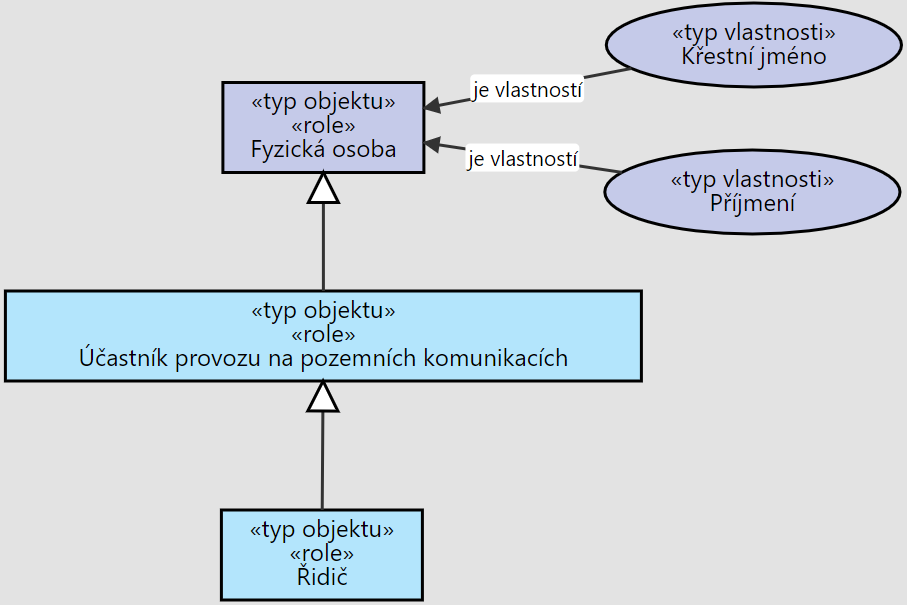 «typ vlastnosti»
Křestní jméno
je vlastností
«typ objektu»
«role»
Fyzická osoba
je vlastností
«typ vlastnosti»
Příjmení
«typ objektu»
«role»
Účastník provozu na pozemních komunikacích
«typ objektu»
«role»
Řidič